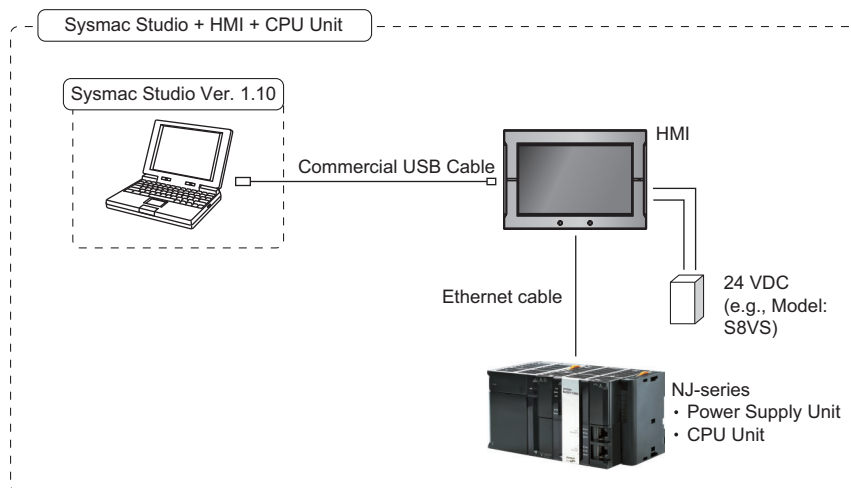 Sysmac Studio + HMI + CPU Unit
Sysmac Studio Ver. 1.10
Commercial USB Cable
HMI
Ethernet cable
24 VDC
(e.g., Model:
S8VS)
NJ-series
・Power Supply Unit
・CPU Unit